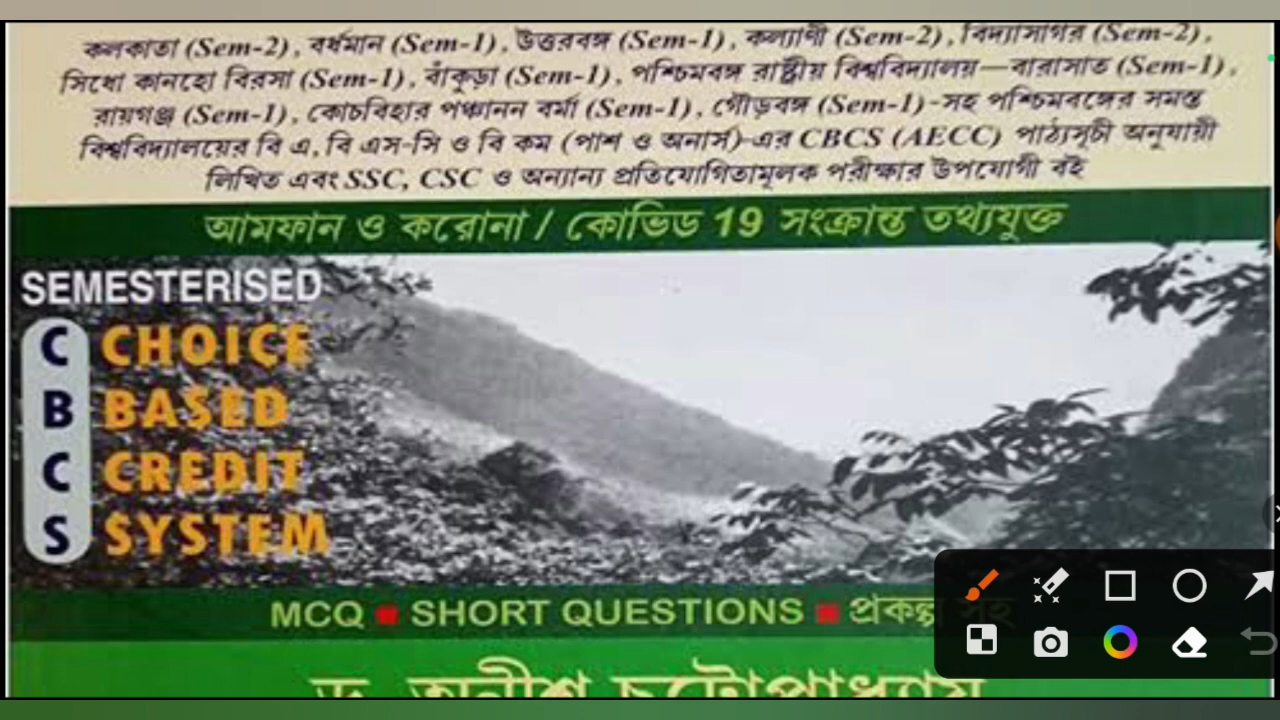 কলকাতা (Sem-2), বর্ধমান (Sem-1), উত্তরবঙ্গ (Sem-1), কল্যাণী (Sem-2), বিদ্যাসাগর (Sem-2),
সিধো কানহো বিরসা (Sem-1), বাঁকুড়া (Sem-1), পশ্চিমবঙ্গ রাষ্ট্রীয় বিশ্ববিদ্যালয়—বারাসাত (Sem-1),
রায়গঞ্জ (Sem-1), কোচবিহার পঞ্চানন বর্মা (Sem-1), গৌড়বঙ্গ (Sem-1)-সহ পশ্চিমবঙ্গের সমস্ত
বিশ্ববিদ্যালয়ের বি এ, বি এস-সি ও বি কম (পাশ ও অনার্স)-এর CBCS (AECC) পাঠ্যসূচী অনুযায়ী
লিখিত এবং SSC, CSC ও অন্যান্য প্রতিযোগিতামূলক পরীক্ষার উপযোগী বই
আমফান ও করোনা / কোভিড 19 সংক্রান্ত তথ্যযুক্ত
SEMESTERISED
C CHOICE
B BASED
C CREDIT
S SYSTEM
MCQ ■ SHORT QUESTIONS ■ প্রকল্প সহ
ড. অনীশ চট্টোপাধ্যায়